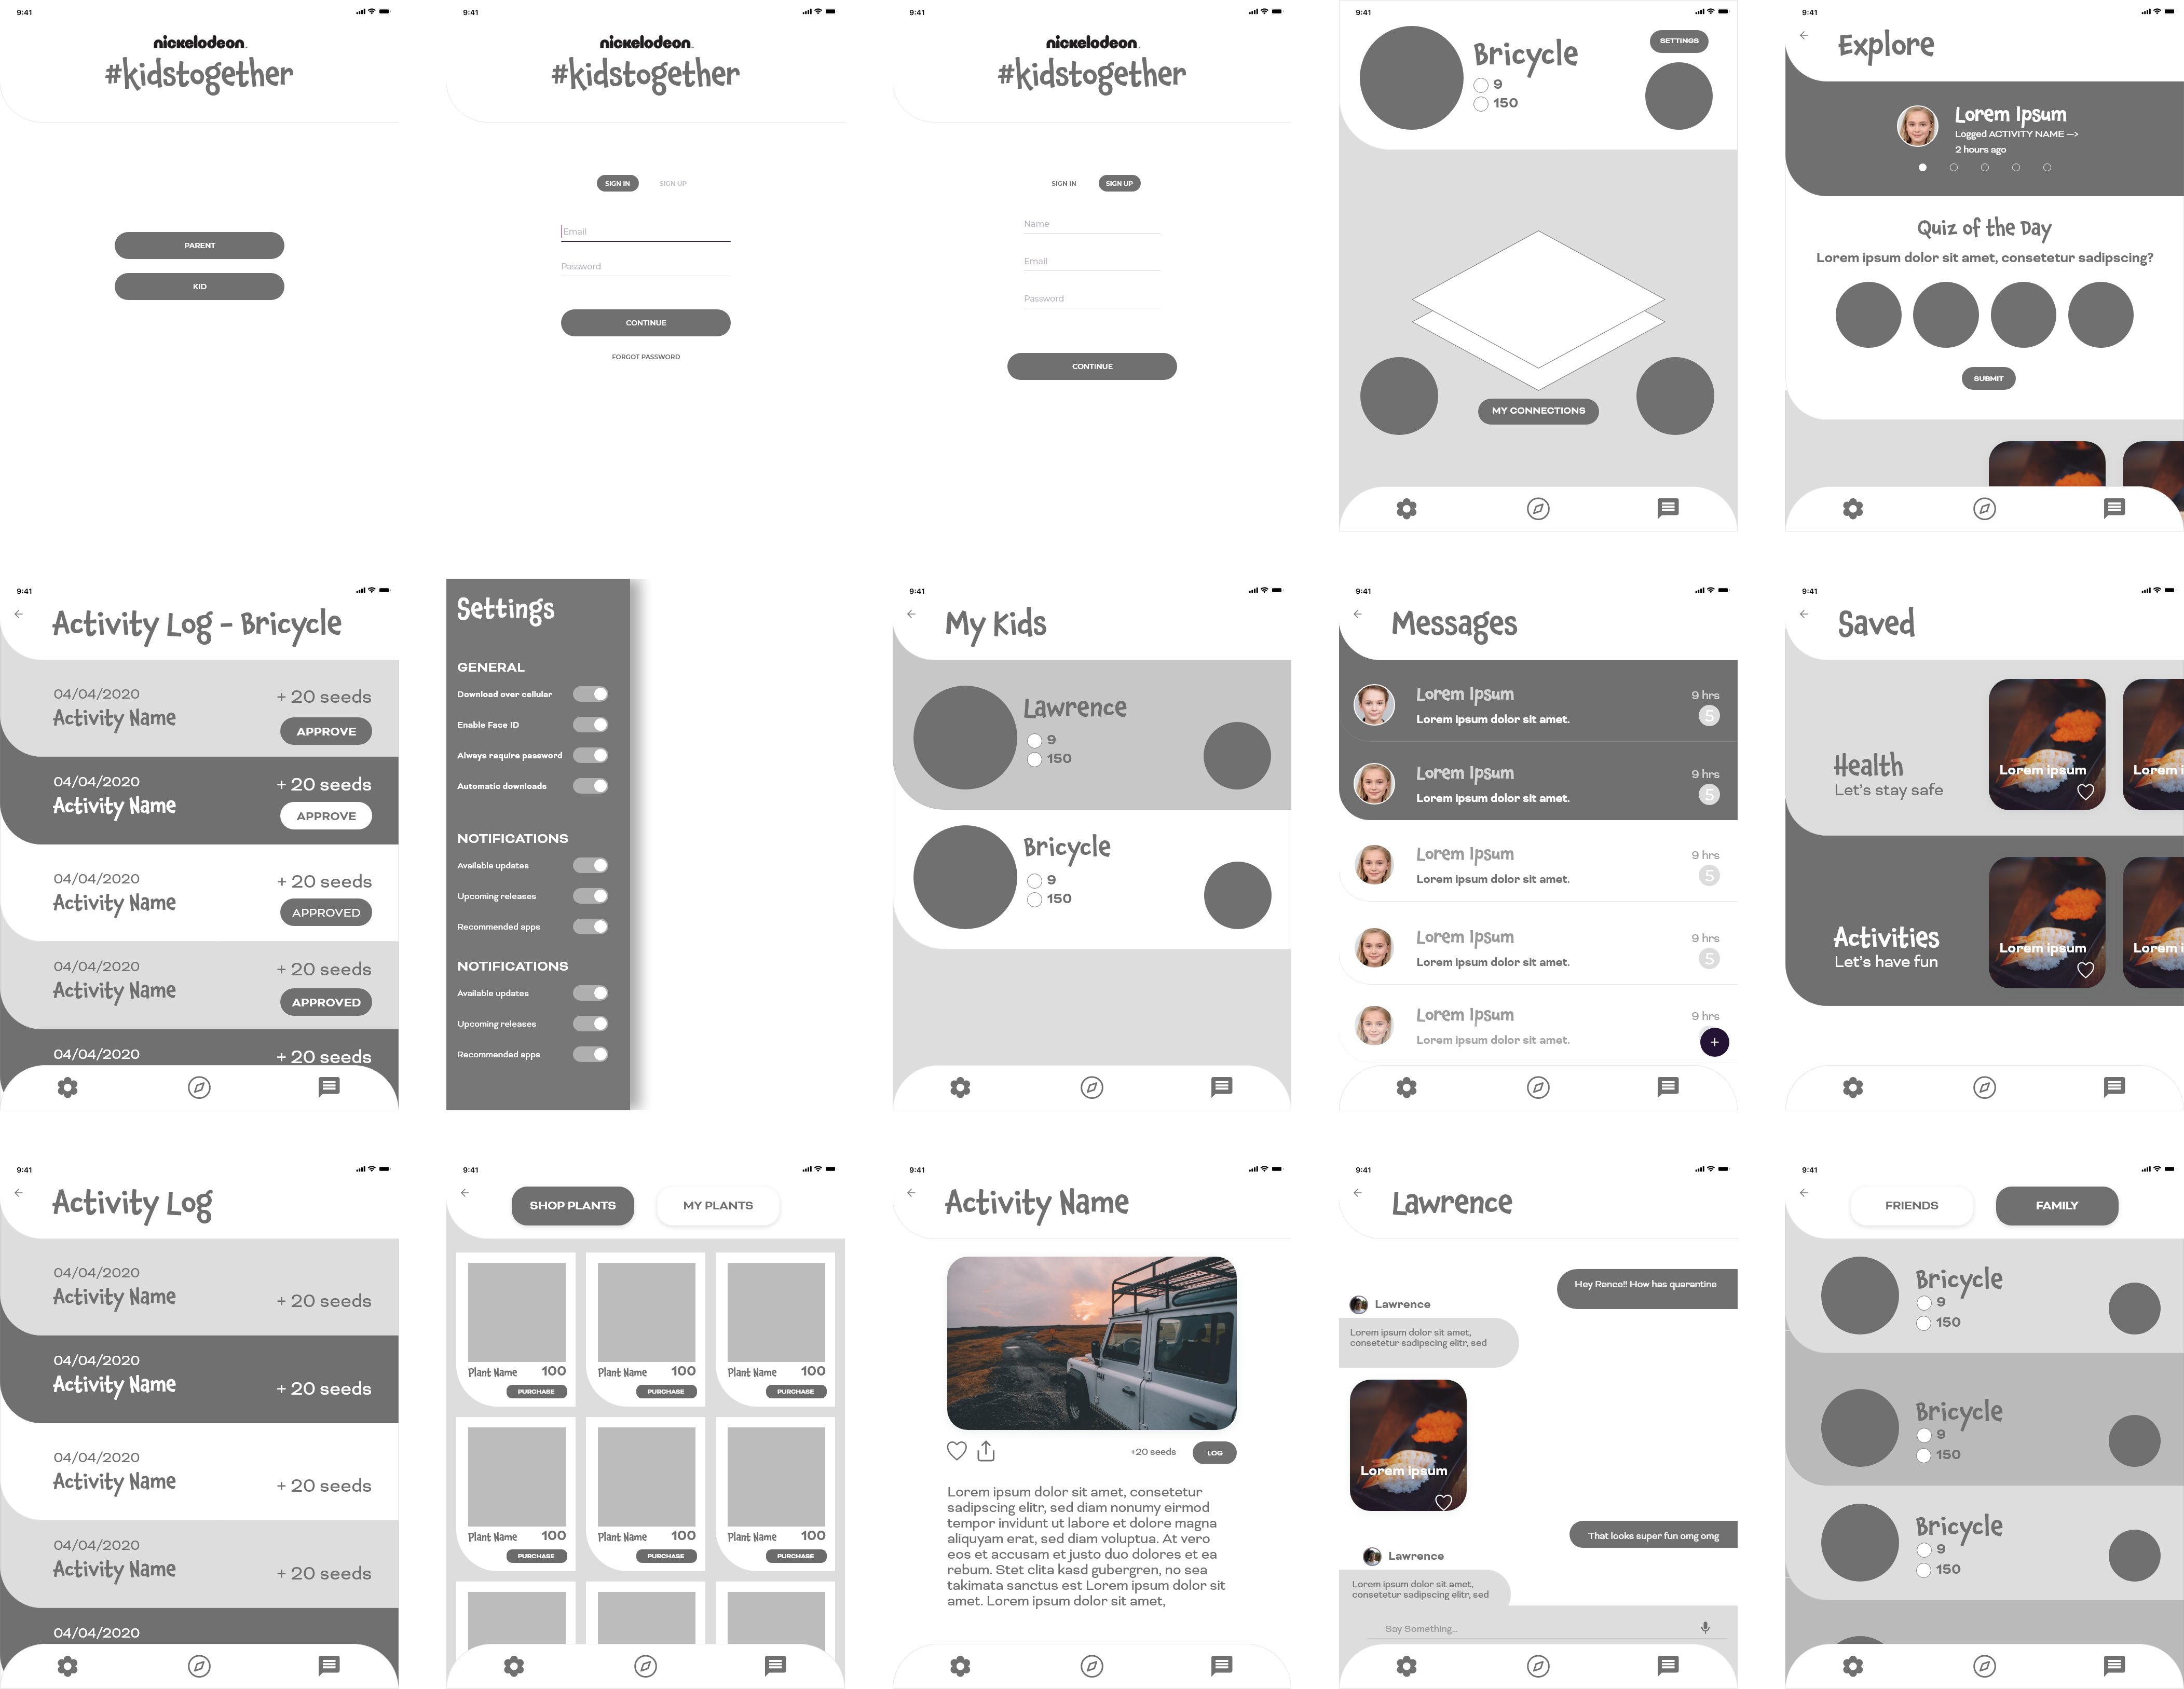 9:41
nickelodeon
#kidstogether
PARENT
KID
9:41
nickelodeon
#kidstogether
SIGN IN
SIGN UP
Email
Password
CONTINUE
FORGOT PASSWORD
9:41
nickelodeon
#kidstogether
SIGN IN
SIGN UP
Name
Email
Password
CONTINUE
9:41
Bricycle
9
150
SETTINGS
MY CONNECTIONS
9:41
Explore
Lorem Ipsum
Logged ACTIVITY NAME —>
2 hours ago
Quiz of the Day
Lorem ipsum dolor sit amet, consetetur sadipscing?
SUBMIT
9:41
Activity Log - Bricycle
04/04/2020
Activity Name
+ 20 seeds
APPROVE
04/04/2020
Activity Name
+ 20 seeds
APPROVE
04/04/2020
Activity Name
+ 20 seeds
APPROVED
04/04/2020
Activity Name
+ 20 seeds
APPROVED
04/04/2020
+ 20 seeds
Settings
GENERAL
Download over cellular
Enable Face ID
Always require password
Automatic downloads
NOTIFICATIONS
Available updates
Upcoming releases
Recommended apps
NOTIFICATIONS
Available updates
Upcoming releases
Recommended apps
9:41
My Kids
Lawrence
9
150
Bricycle
9
150
9:41
Messages
Lorem Ipsum
Lorem ipsum dolor sit amet.
9 hrs
5
Lorem Ipsum
Lorem ipsum dolor sit amet.
9 hrs
5
Lorem Ipsum
Lorem ipsum dolor sit amet.
9 hrs
5
Lorem Ipsum
Lorem ipsum dolor sit amet.
9 hrs
5
Lorem Ipsum
Lorem ipsum dolor sit amet.
9 hrs
+
9:41
Saved
Health
Let's stay safe
Lorem ipsum
Lorem i
Activities
Let's have fun
Lorem ipsum
Lorem i
9:41
Activity Log
04/04/2020
Activity Name
+ 20 seeds
04/04/2020
Activity Name
+ 20 seeds
04/04/2020
Activity Name
+ 20 seeds
04/04/2020
Activity Name
+ 20 seeds
04/04/2020
9:41
SHOP PLANTS
MY PLANTS
Plant Name 100
PURCHASE
Plant Name 100
PURCHASE
Plant Name 100
PURCHASE
Plant Name 100
PURCHASE
Plant Name 100
PURCHASE
Plant Name 100
PURCHASE
9:41
Activity Name
+20 seeds
LOG
Lorem ipsum dolor sit amet, consetetur
sadipscing elitr, sed diam nonumy eirmod
tempor invidunt ut labore et dolore magna
aliquyam erat, sed diam voluptua. At vero
eos et accusam et justo duo dolores et ea
rebum. Stet clita kasd gubergren, no sea
takimata sanctus est Lorem ipsum dolor sit
amet. Lorem ipsum dolor sit amet,
9:41
Lawrence
Hey Rence!! How has quarantine
Lawrence
Lorem ipsum dolor sit amet,
consetetur sadipscing elitr, sed
Lorem ipsum
That looks super fun omg omg
Lawrence
Lorem ipsum dolor sit amet,
consetetur sadipscing elitr, sed
Say Something...
9:41
FRIENDS
FAMILY
Bricycle
9
150
Bricycle
9
150
Bricycle
9
150